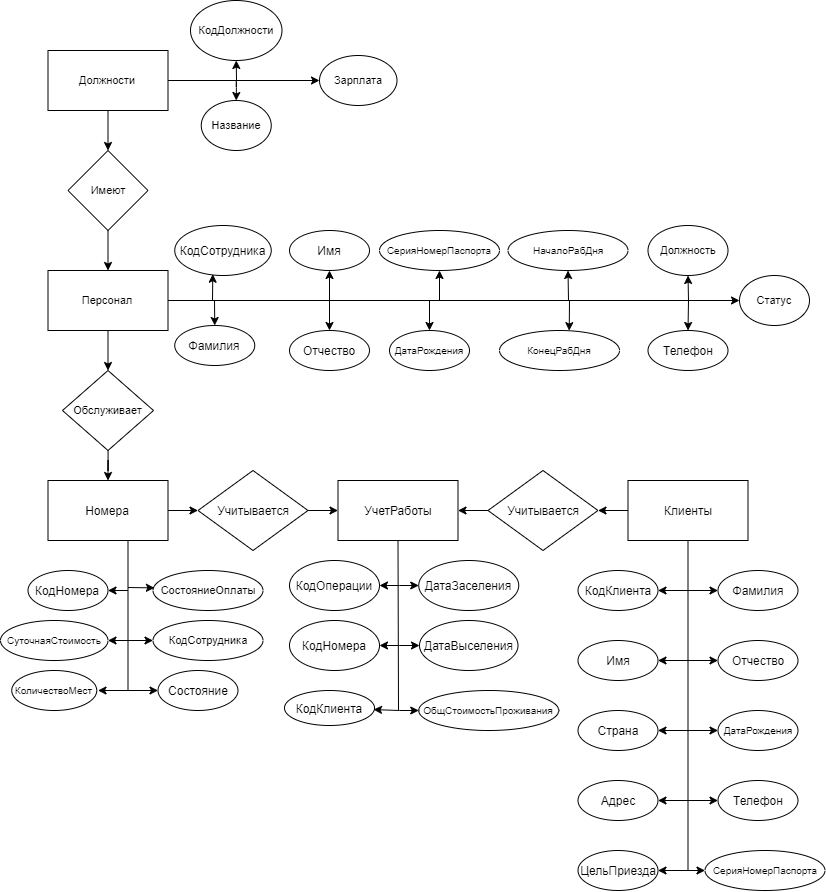 КодДолжности
Должности
Зарплата
Название
Имеют
КодСотрудника
Имя
СерияНомерПаспорта
НачалоРабДня
Должность
Персонал
Статус
Фамилия
Отчество
ДатаРождения
КонецРабДня
Телефон
Обслуживает
Номера
Учитывается
УчетРаботы
Учитывается
Клиенты
КодНомера
СостояниеОплаты
СуточнаяСтоимость
КодСотрудника
КоличествоМест
Состояние
КодОперации
ДатаЗаселения
КодНомера
ДатаВыселения
КодКлиента
ОбщСтоимостьПроживания
КодКлиента
Фамилия
Имя
Отчество
Страна
ДатаРождения
Адрес
Телефон
ЦельПриезда
СерияНомерПаспорта